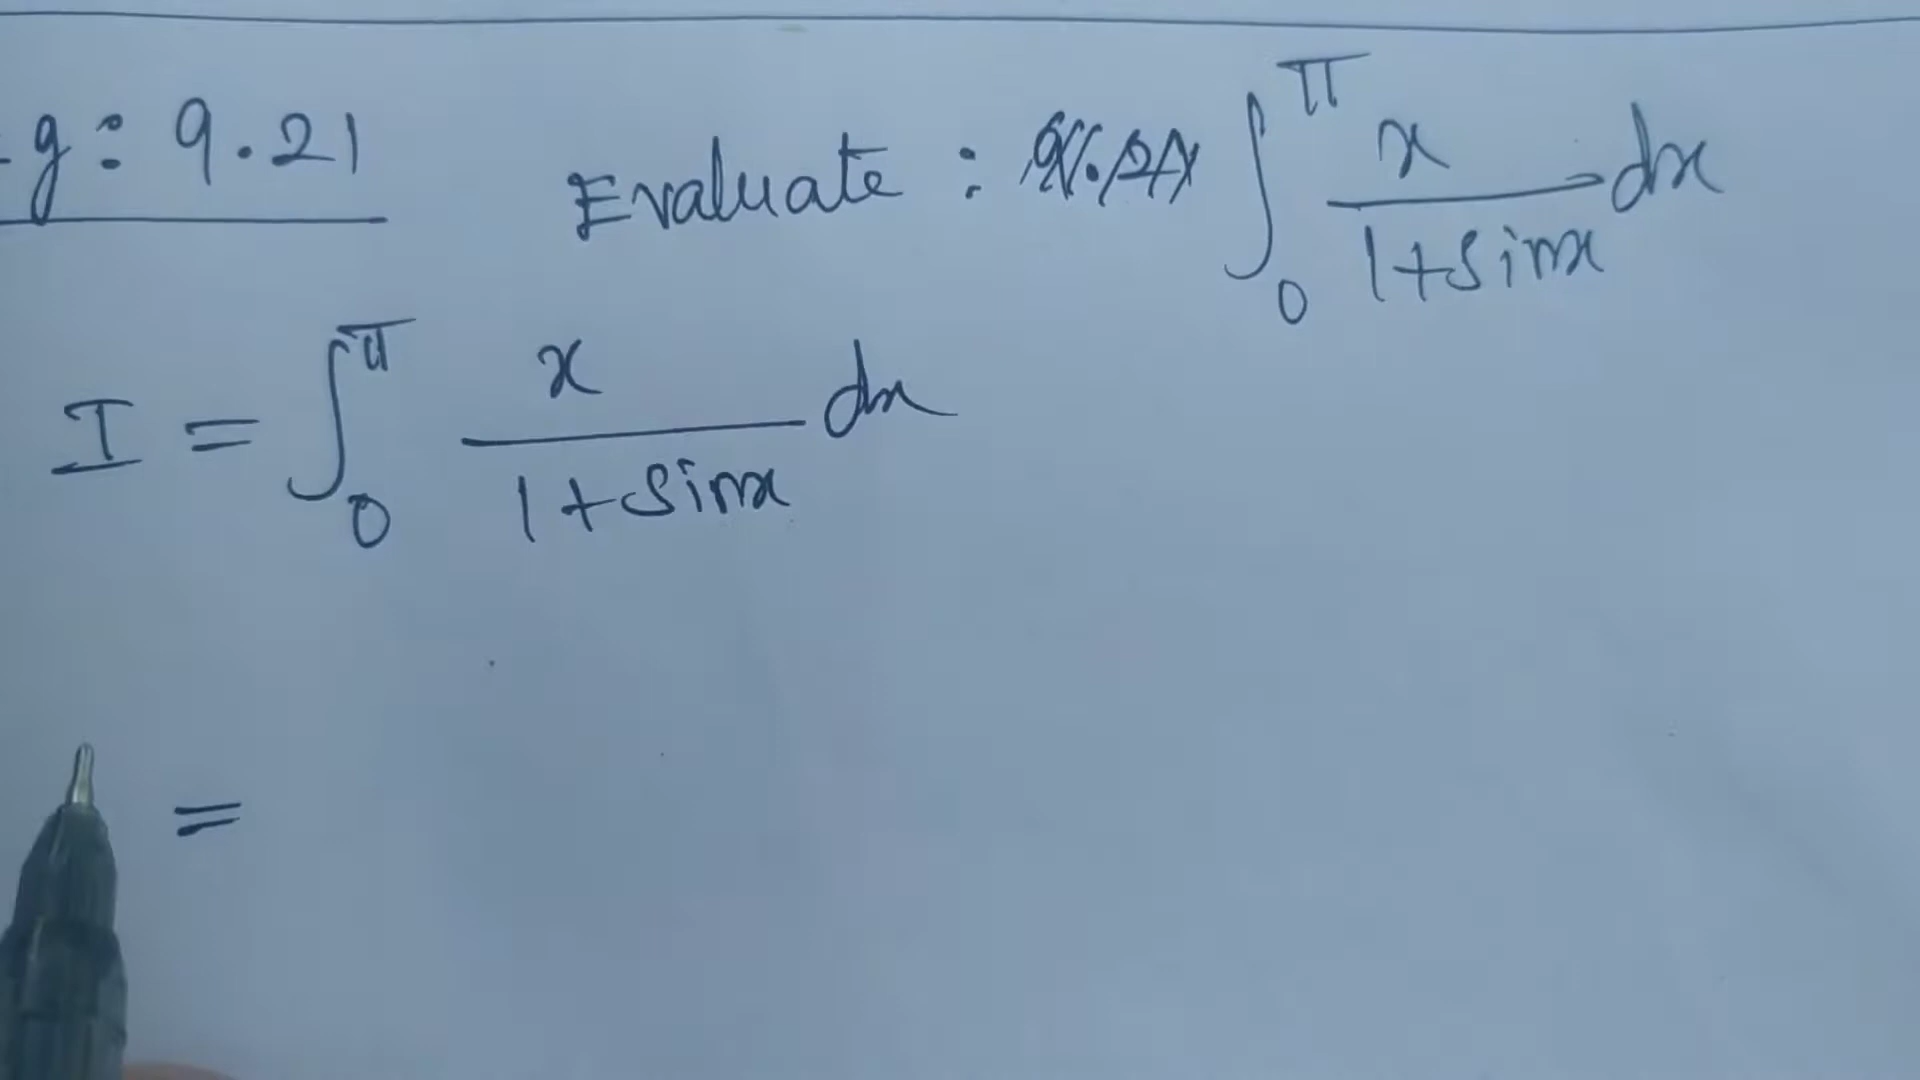 g: 9.21 Evaluate : ∫₀^π x/(1+sinx) dx
I = ∫₀^π x/(1+sinx) dx
=